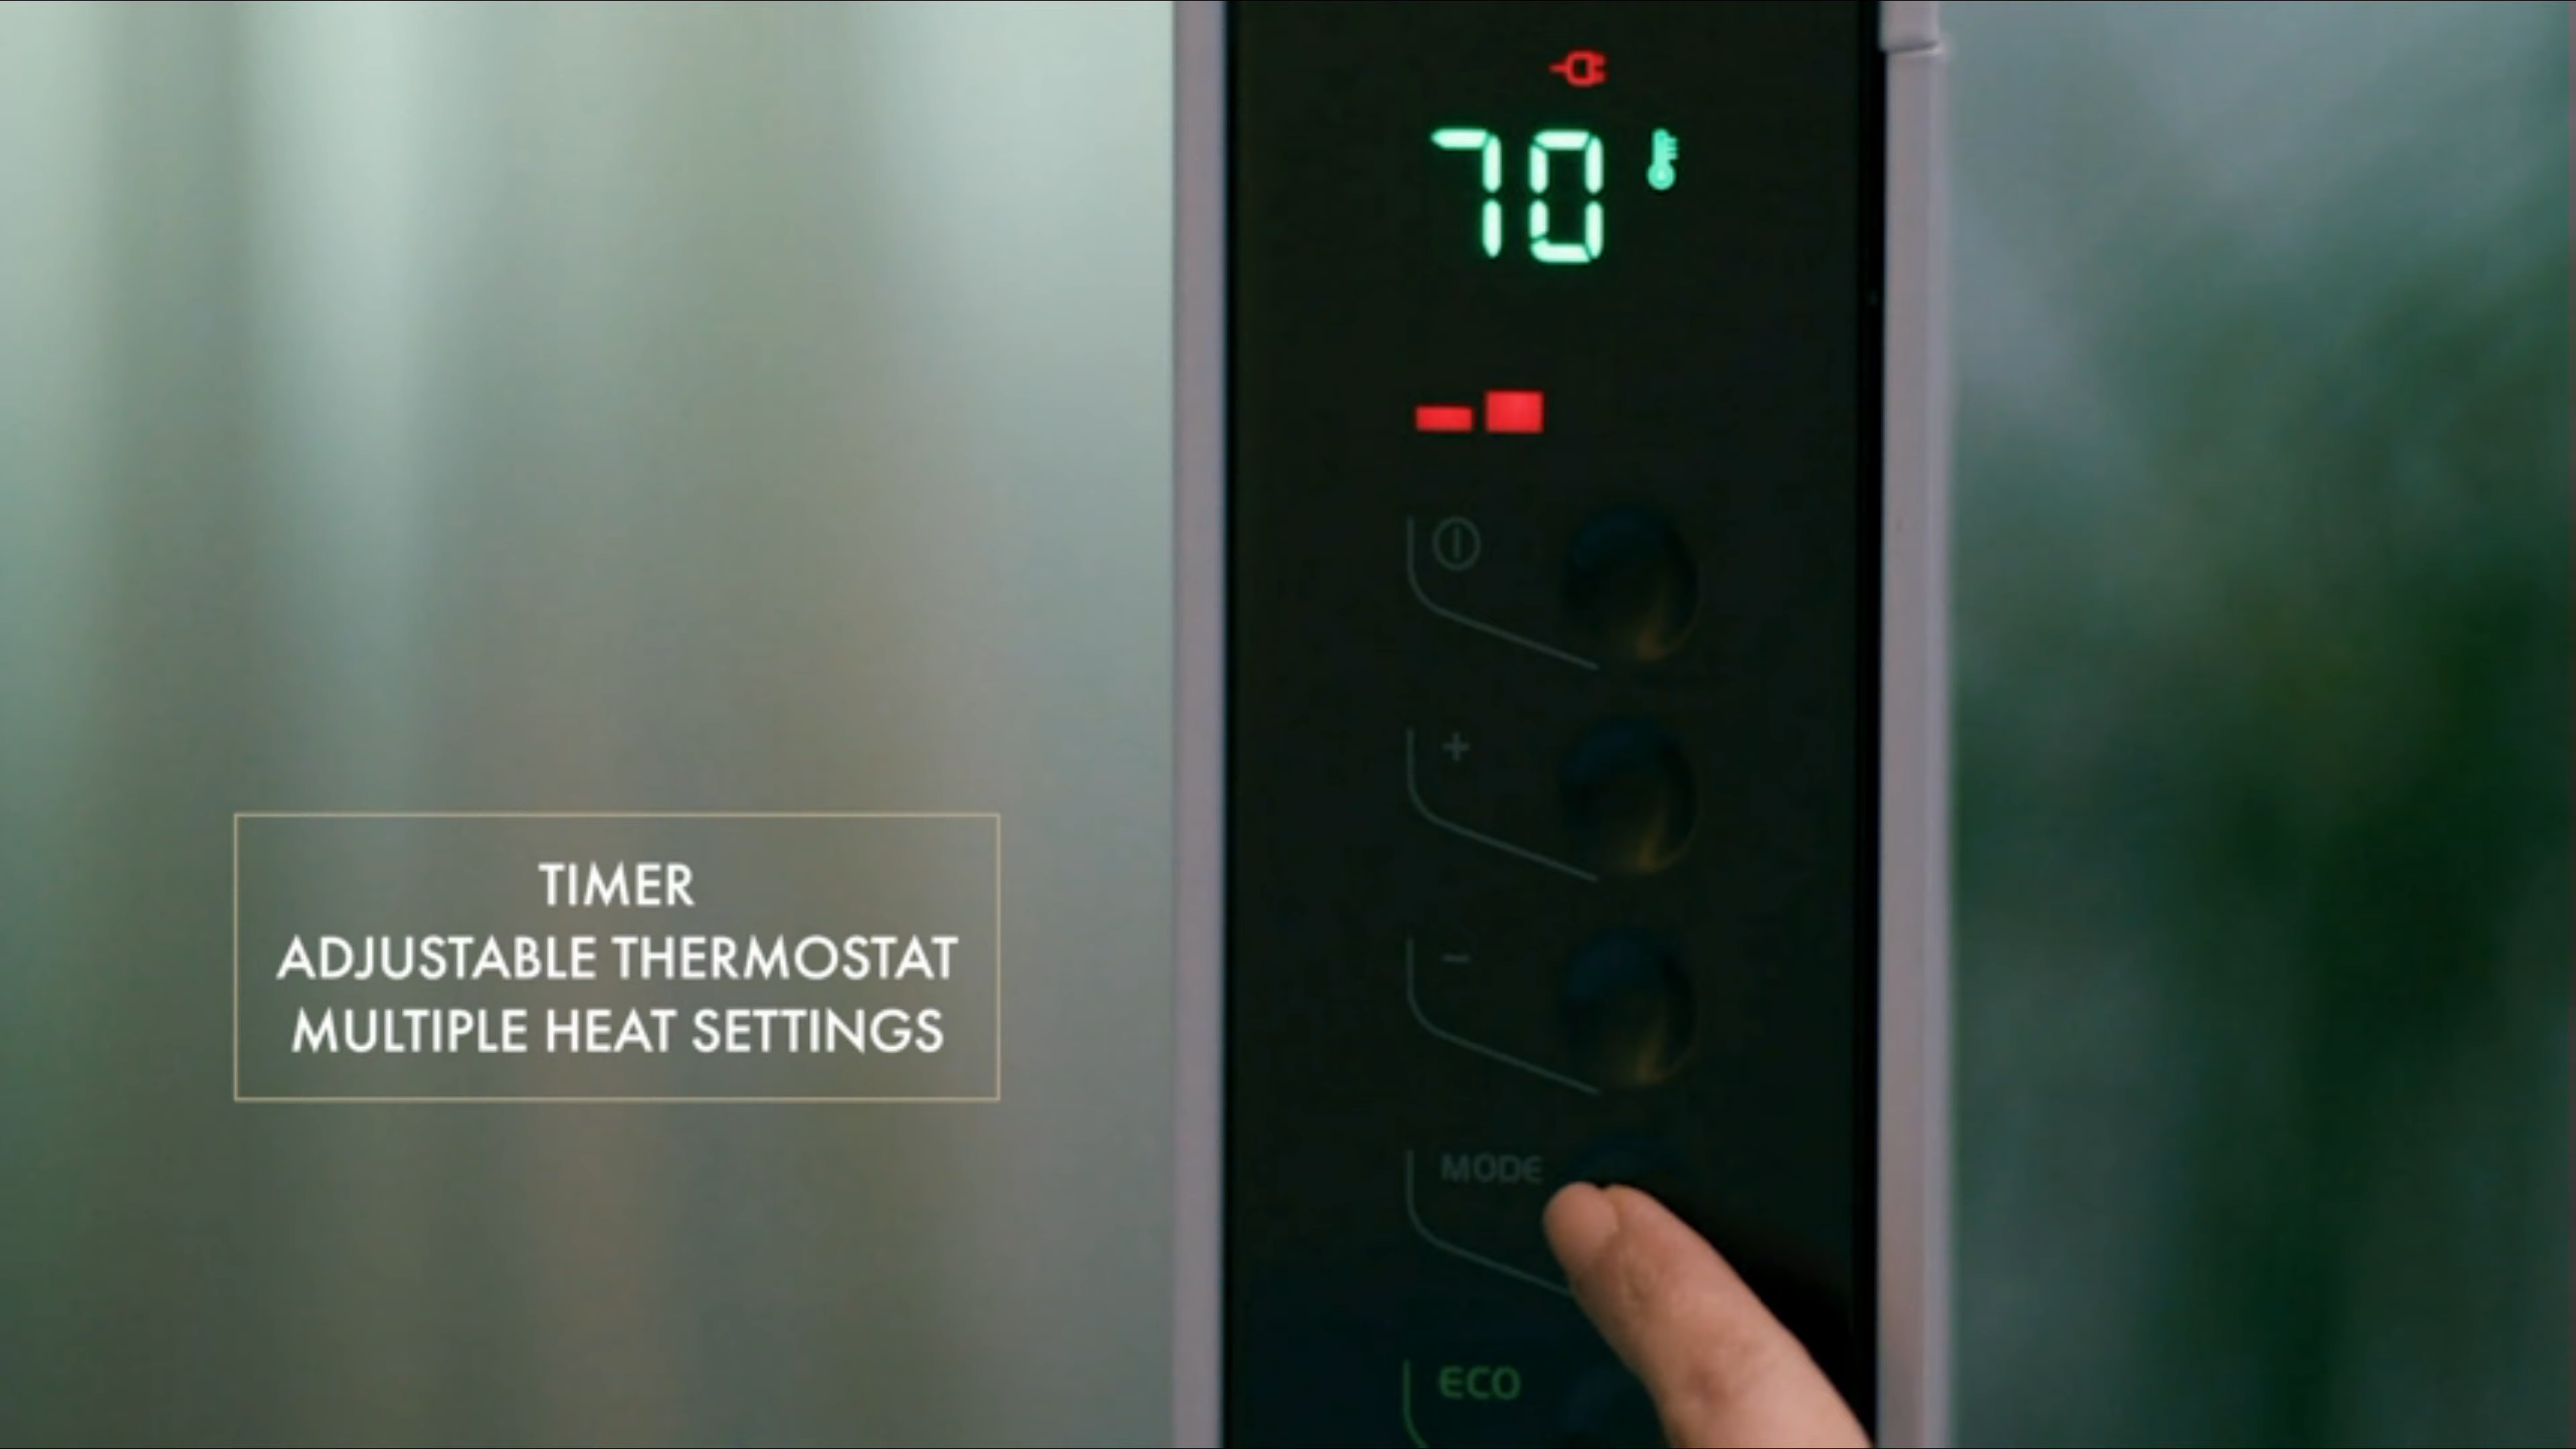 70
TIMER
ADJUSTABLE THERMOSTAT
MULTIPLE HEAT SETTINGS
+
-
MODE
ECO